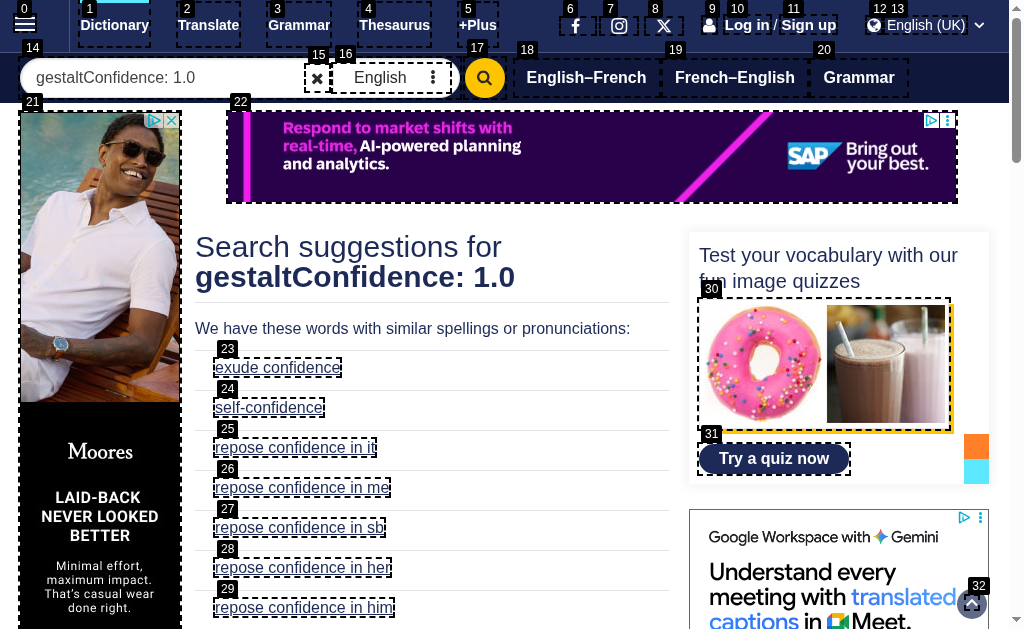 0 1 2 3 4 5 6 7 8 9 10 11 12 13
Dictionary Translate Grammar Thesaurus +Plus Log in / Sign up English (UK)
14 15 16 17 18 19 20
gestaltConfidence: 1.0 English English–French French–English Grammar
21 22
Respond to market shifts with
real-time, AI-powered planning
and analytics.
SAP Bring out
your best.
Search suggestions for
gestaltConfidence: 1.0
We have these words with similar spellings or pronunciations:
23
exude confidence
24
self-confidence
25
repose confidence in it
26
repose confidence in me
27
repose confidence in sb
28
repose confidence in her
29
repose confidence in him
Moores
LAID-BACK
NEVER LOOKED
BETTER
Minimal effort,
maximum impact.
That's casual wear
done right.
Test your vocabulary with our
fun image quizzes
30
31
Try a quiz now
Google Workspace with Gemini
Understand every
meeting with translated
captions in Meet.
32